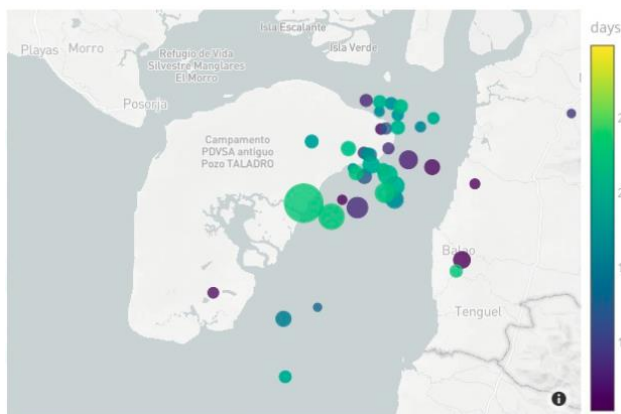 days
Isla Escalante
Isla Verde
Playas Morro
Refugio de Vida
Silvestre Manglares
El Morro
Posorja
Campamento
PDVSA antiguo
Pozo TALADRO
Balao
Tenguel